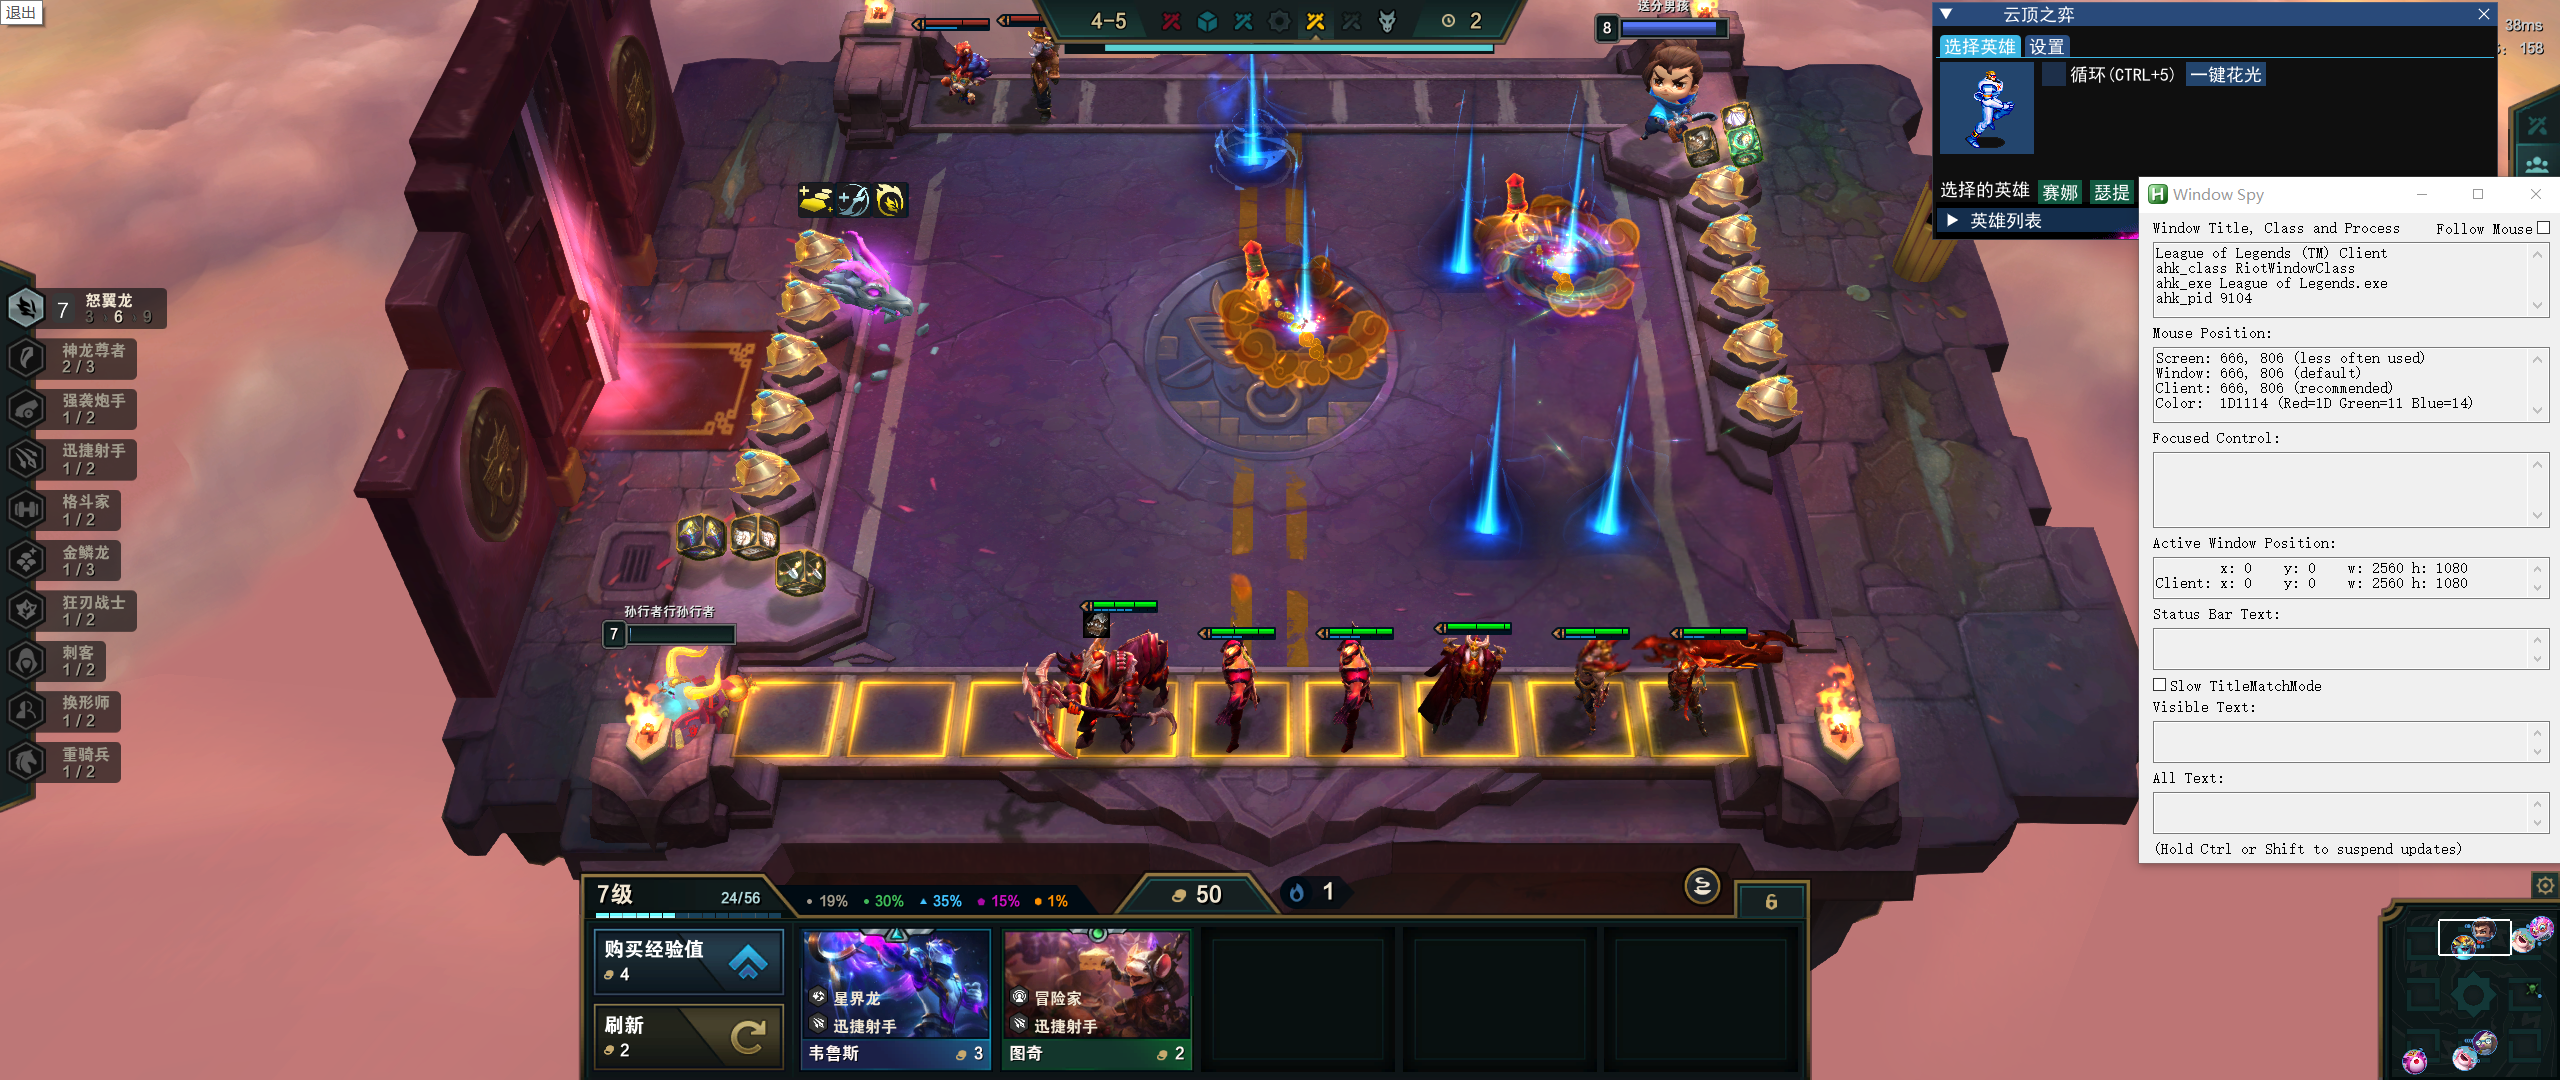 退出
4-5
2
送分男孩
8
38ms
158
云顶之弈
选择英雄 设置
循环(CTRL+5) 一键花光
选择的英雄 赛娜 瑟提
英雄列表
Window Spy
Window Title, Class and Process
Follow Mouse
League of Legends (TM) Client
ahk_class RiotWindowClass
ahk_exe League of Legends.exe
ahk_pid 9104
Mouse Position:
Screen: 666, 806 (less often used)
Window: 666, 806 (default)
Client: 666, 806 (recommended)
Color: 1D1114 (Red=1D Green=11 Blue=14)
Focused Control:
Active Window Position:
x: 0 y: 0 w: 2560 h: 1080
Client: x: 0 y: 0 w: 2560 h: 1080
Status Bar Text:
Slow TitleMatchMode
Visible Text:
All Text:
(Hold Ctrl or Shift to suspend updates)
7 怒翼龙
3 › 6 › 9
神龙尊者
2 / 3
强袭炮手
1 / 2
迅捷射手
1 / 2
格斗家
1 / 2
金鳞龙
1 / 3
狂刃战士
1 / 2
刺客
1 / 2
换形师
1 / 2
重骑兵
1 / 2
孙行者行孙行者
7
7级
24/56
19% 30% 35% 15% 1%
50
1
6
购买经验值
4
刷新
2
星界龙
迅捷射手
韦鲁斯 3
冒险家
迅捷射手
图奇 2